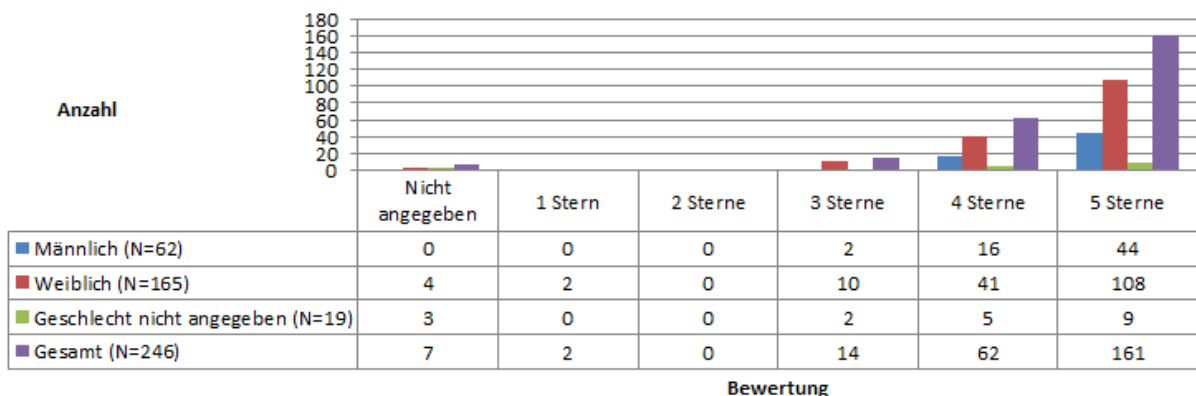 180
160
140
120
100
80
60
40
20
0
Anzahl
Nicht angegeben 1 Stern 2 Sterne 3 Sterne 4 Sterne 5 Sterne
Männlich (N=62) 0 0 0 2 16 44
Weiblich (N=165) 4 2 0 10 41 108
Geschlecht nicht angegeben (N=19) 3 0 0 2 5 9
Gesamt (N=246) 7 2 0 14 62 161
Bewertung